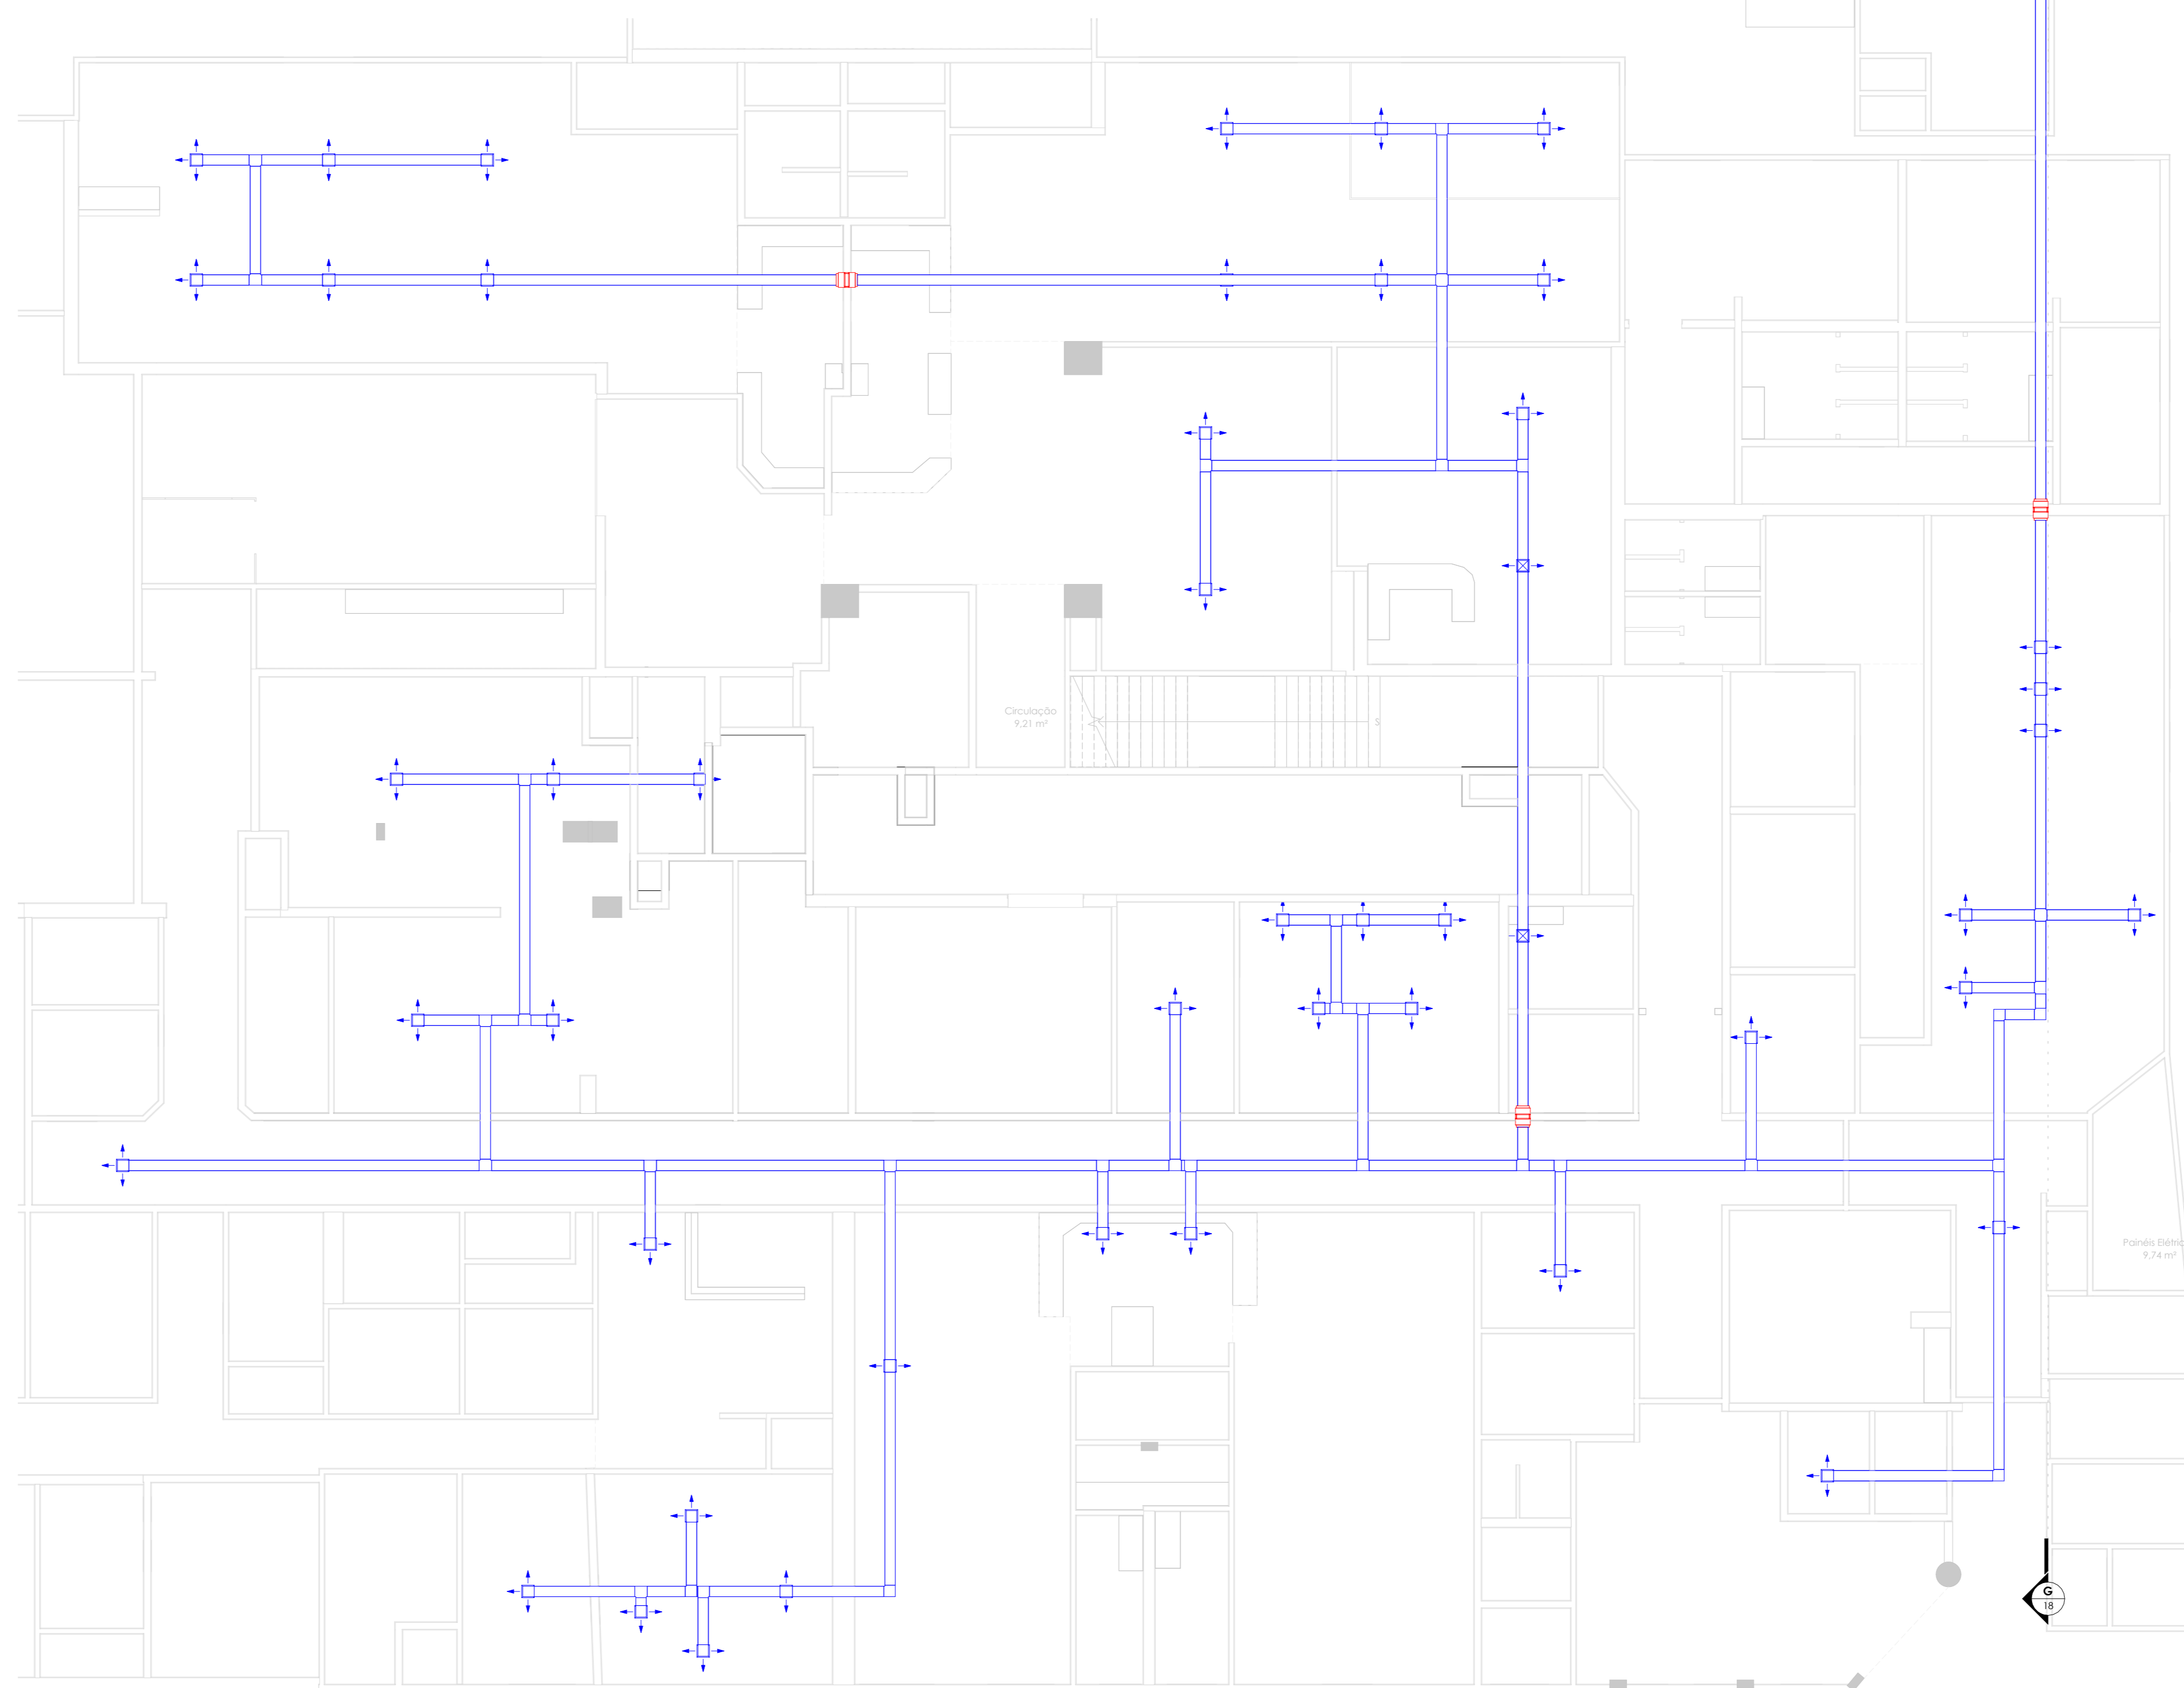 Circulação
9,21 m²
S
Painéis Elétric
9,74 m²
G
18